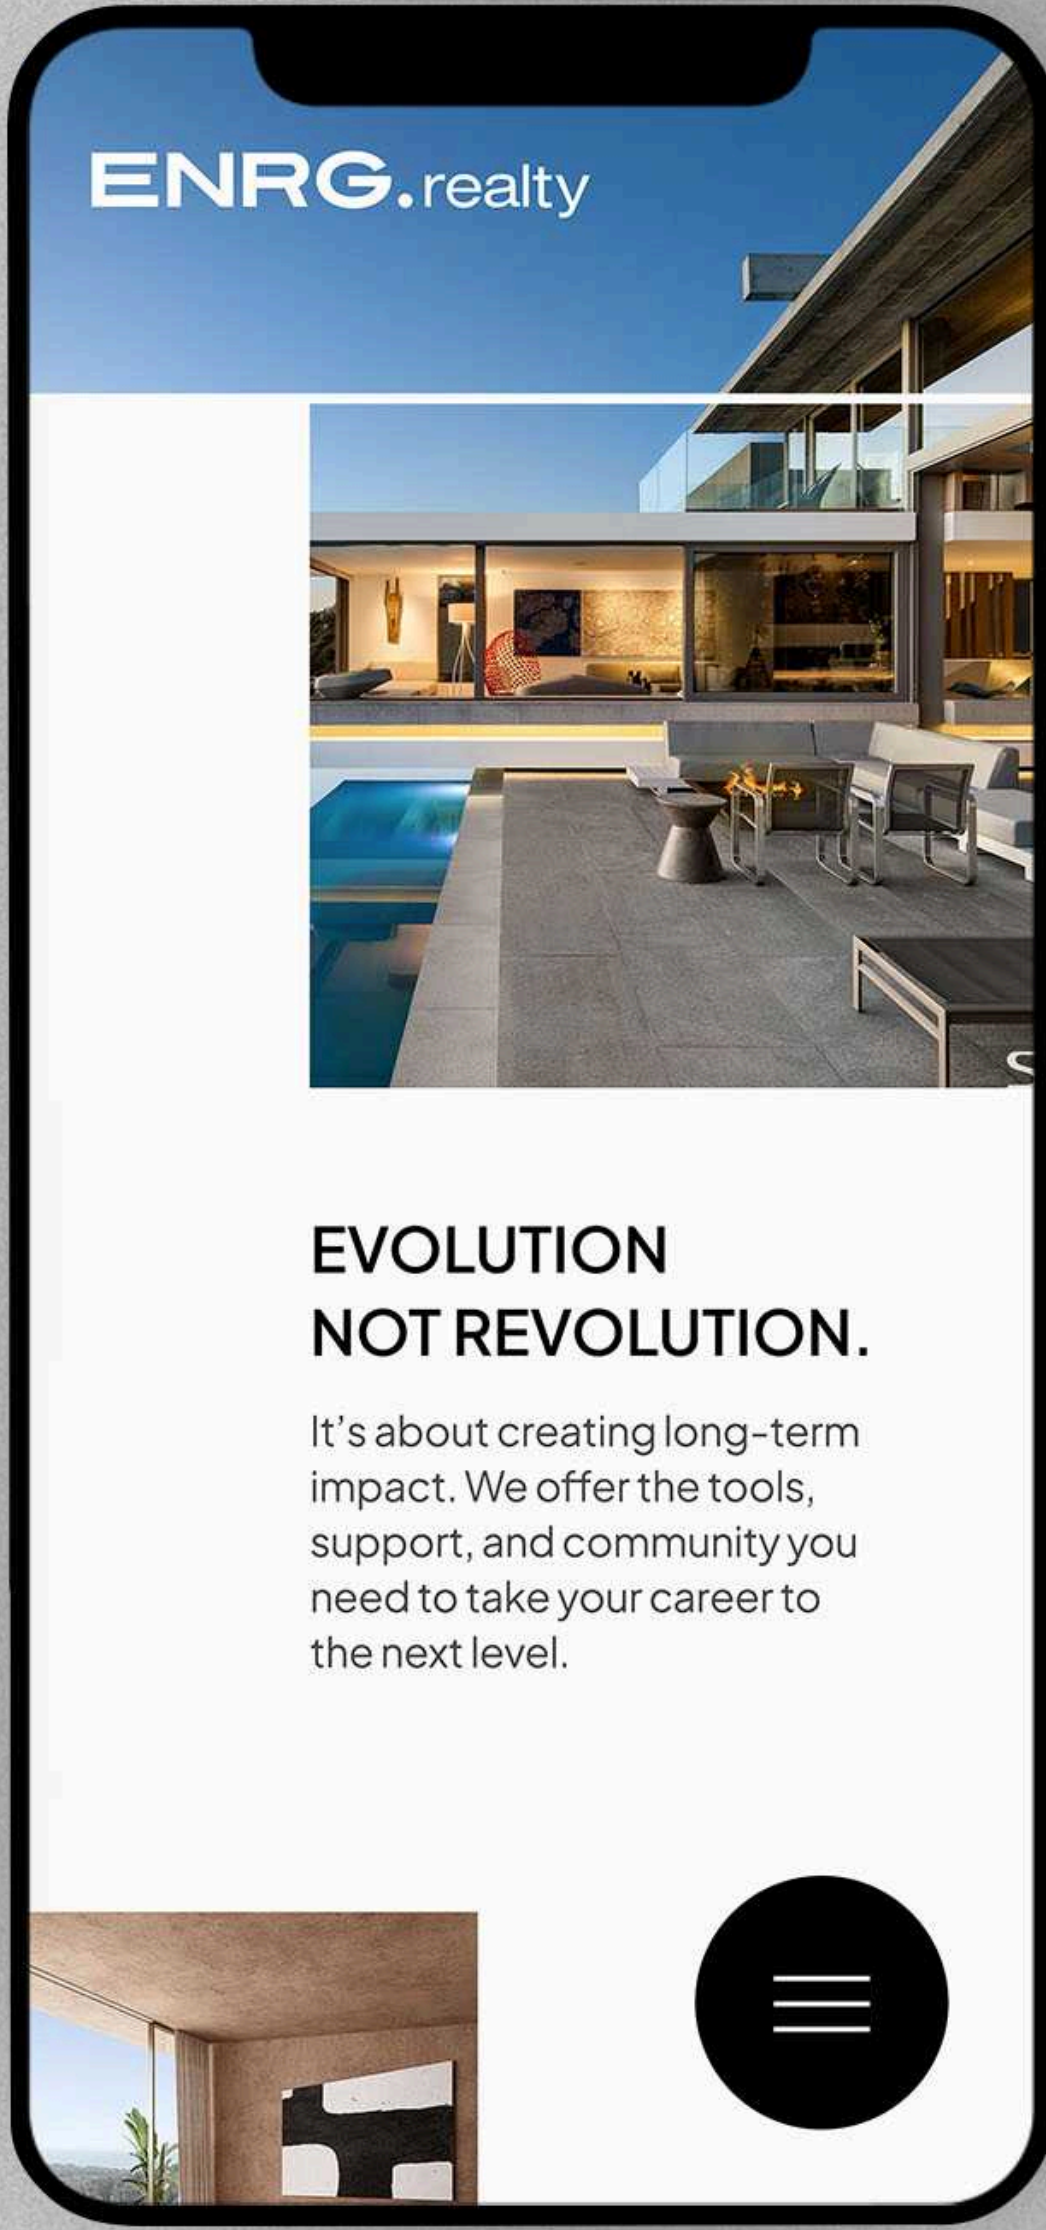 ENRG.realty
S
EVOLUTION
NOT REVOLUTION.
It’s about creating long-term
impact. We offer the tools,
support, and community you
need to take your career to
the next level.